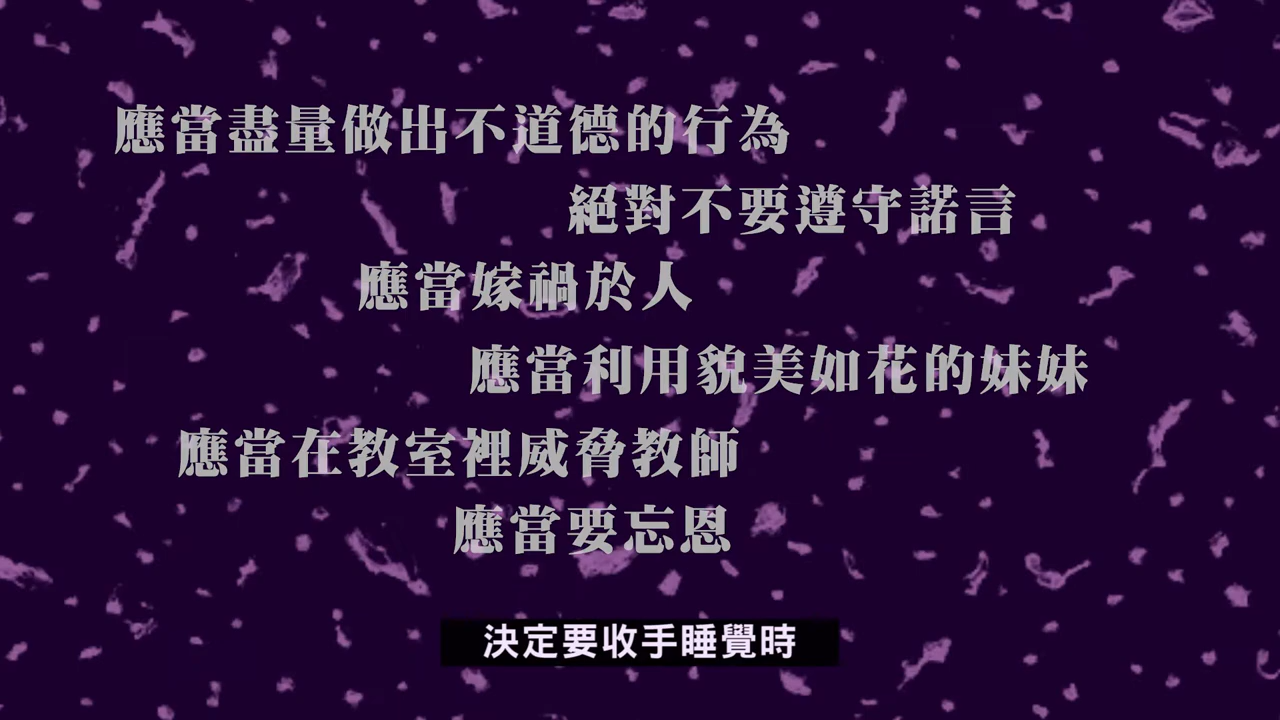 應當盡量做出不道德的行為
絕對不要遵守諾言
應當嫁禍於人
應當利用貌美如花的妹妹
應當在教室裡威脅教師
應當要忘恩
決定要收手睡覺時